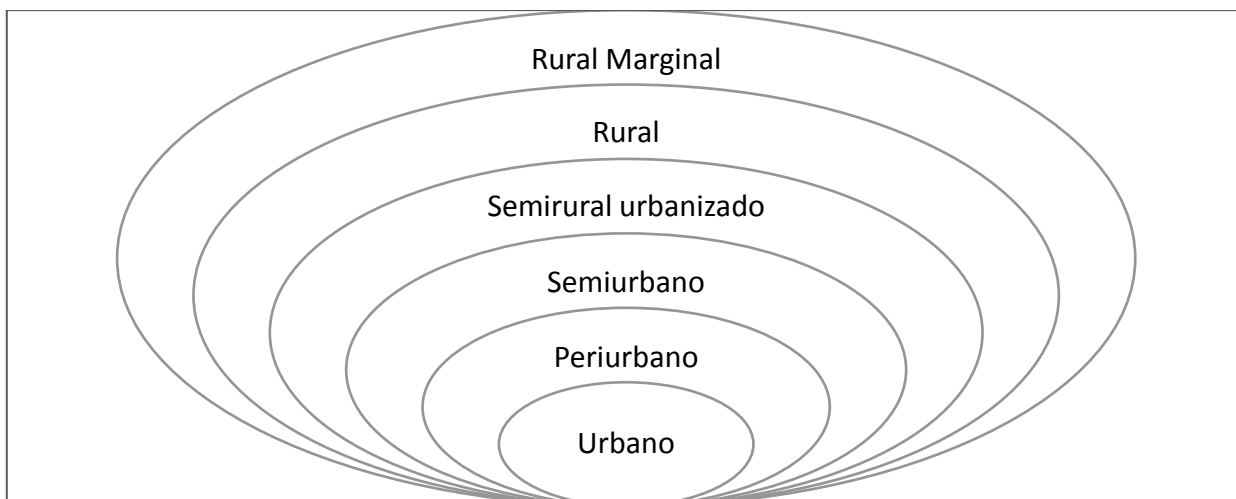 Rural Marginal
Rural
Semirural urbanizado
Semiurbano
Periurbano
Urbano